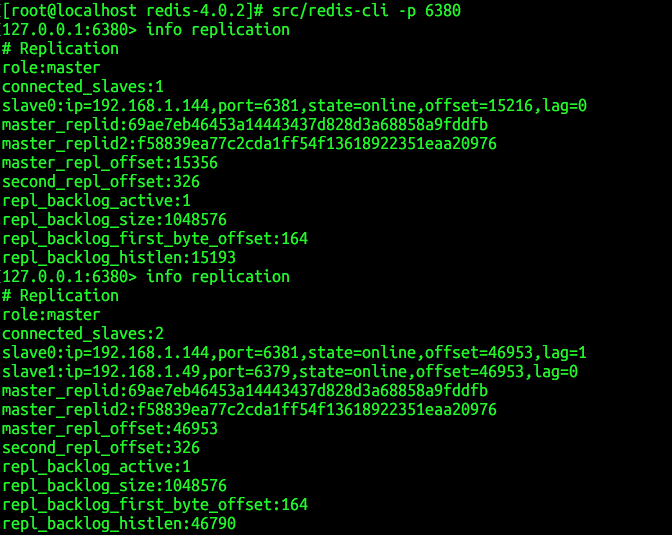 [[root@localhost redis-4.0.2]# src/redis-cli -p 6380
[127.0.0.1:6380> info replication
# Replication
role:master
connected_slaves:1
slave0:ip=192.168.1.144,port=6381,state=online,offset=15216,lag=0
master_replid:69ae7eb46453a14443437d828d3a68858a9fddfb
master_replid2:f58839ea77c2cda1ff54f13618922351eaa20976
master_repl_offset:15356
second_repl_offset:326
repl_backlog_active:1
repl_backlog_size:1048576
repl_backlog_first_byte_offset:164
repl_backlog_histlen:15193
[127.0.0.1:6380> info replication
# Replication
role:master
connected_slaves:2
slave0:ip=192.168.1.144,port=6381,state=online,offset=46953,lag=1
slave1:ip=192.168.1.49,port=6379,state=online,offset=46953,lag=0
master_replid:69ae7eb46453a14443437d828d3a68858a9fddfb
master_replid2:f58839ea77c2cda1ff54f13618922351eaa20976
master_repl_offset:46953
second_repl_offset:326
repl_backlog_active:1
repl_backlog_size:1048576
repl_backlog_first_byte_offset:164
repl_backlog_histlen:46790